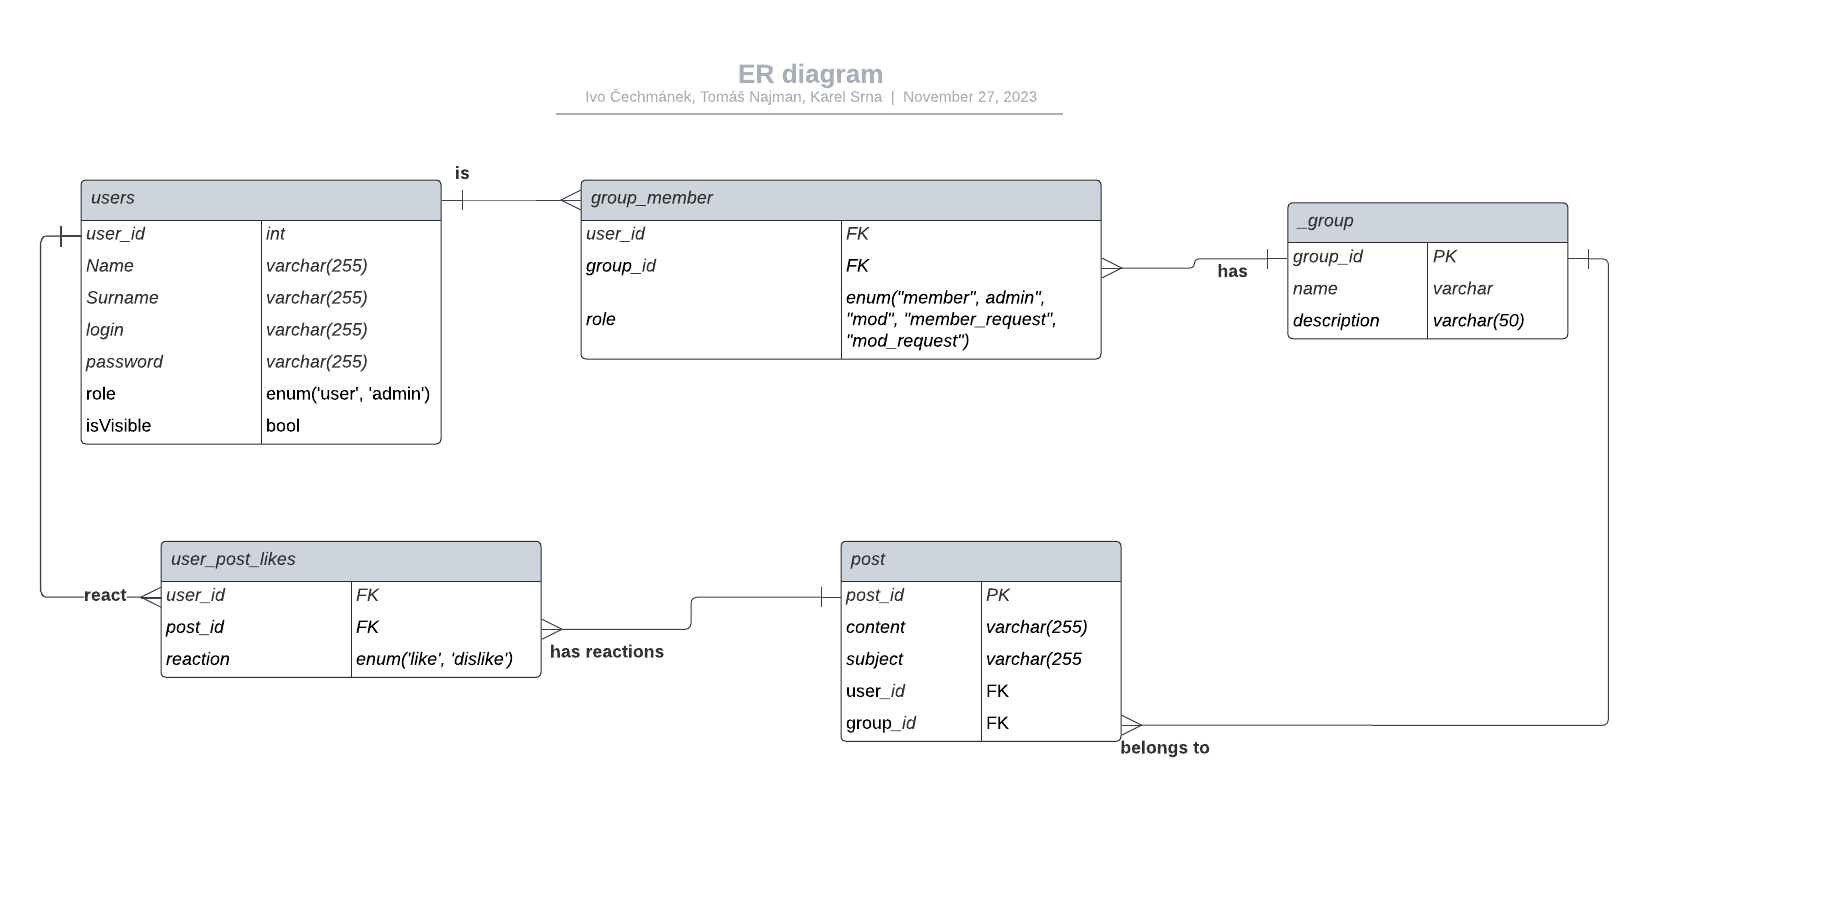 ER diagram
Ivo Čechmánek, Tomáš Najman, Karel Srna | November 27, 2023
is
users
user_id int
Name varchar(255)
Surname varchar(255)
login varchar(255)
password varchar(255)
role enum('user', 'admin')
isVisible bool
group_member
user_id FK
group_id FK
role enum("member", admin",
"mod", "member_request",
"mod_request")
has
_group
group_id PK
name varchar
description varchar(50)
react
user_post_likes
user_id FK
post_id FK
reaction enum('like', 'dislike')
has reactions
post
post_id PK
content varchar(255)
subject varchar(255
user_id FK
group_id FK
belongs to